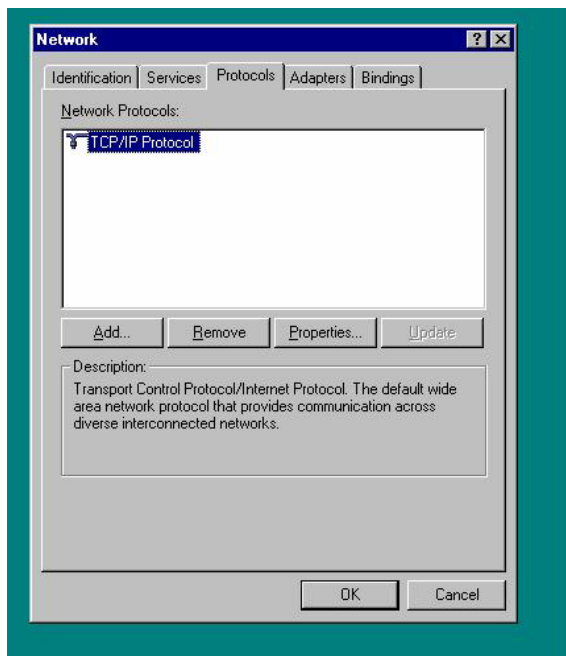 Network
Identification Services Protocols Adapters Bindings
Network Protocols:
TCP/IP Protocol
Add... Remove Properties... Update
Description:
Transport Control Protocol/Internet Protocol. The default wide
area network protocol that provides communication across
diverse interconnected networks.
OK Cancel